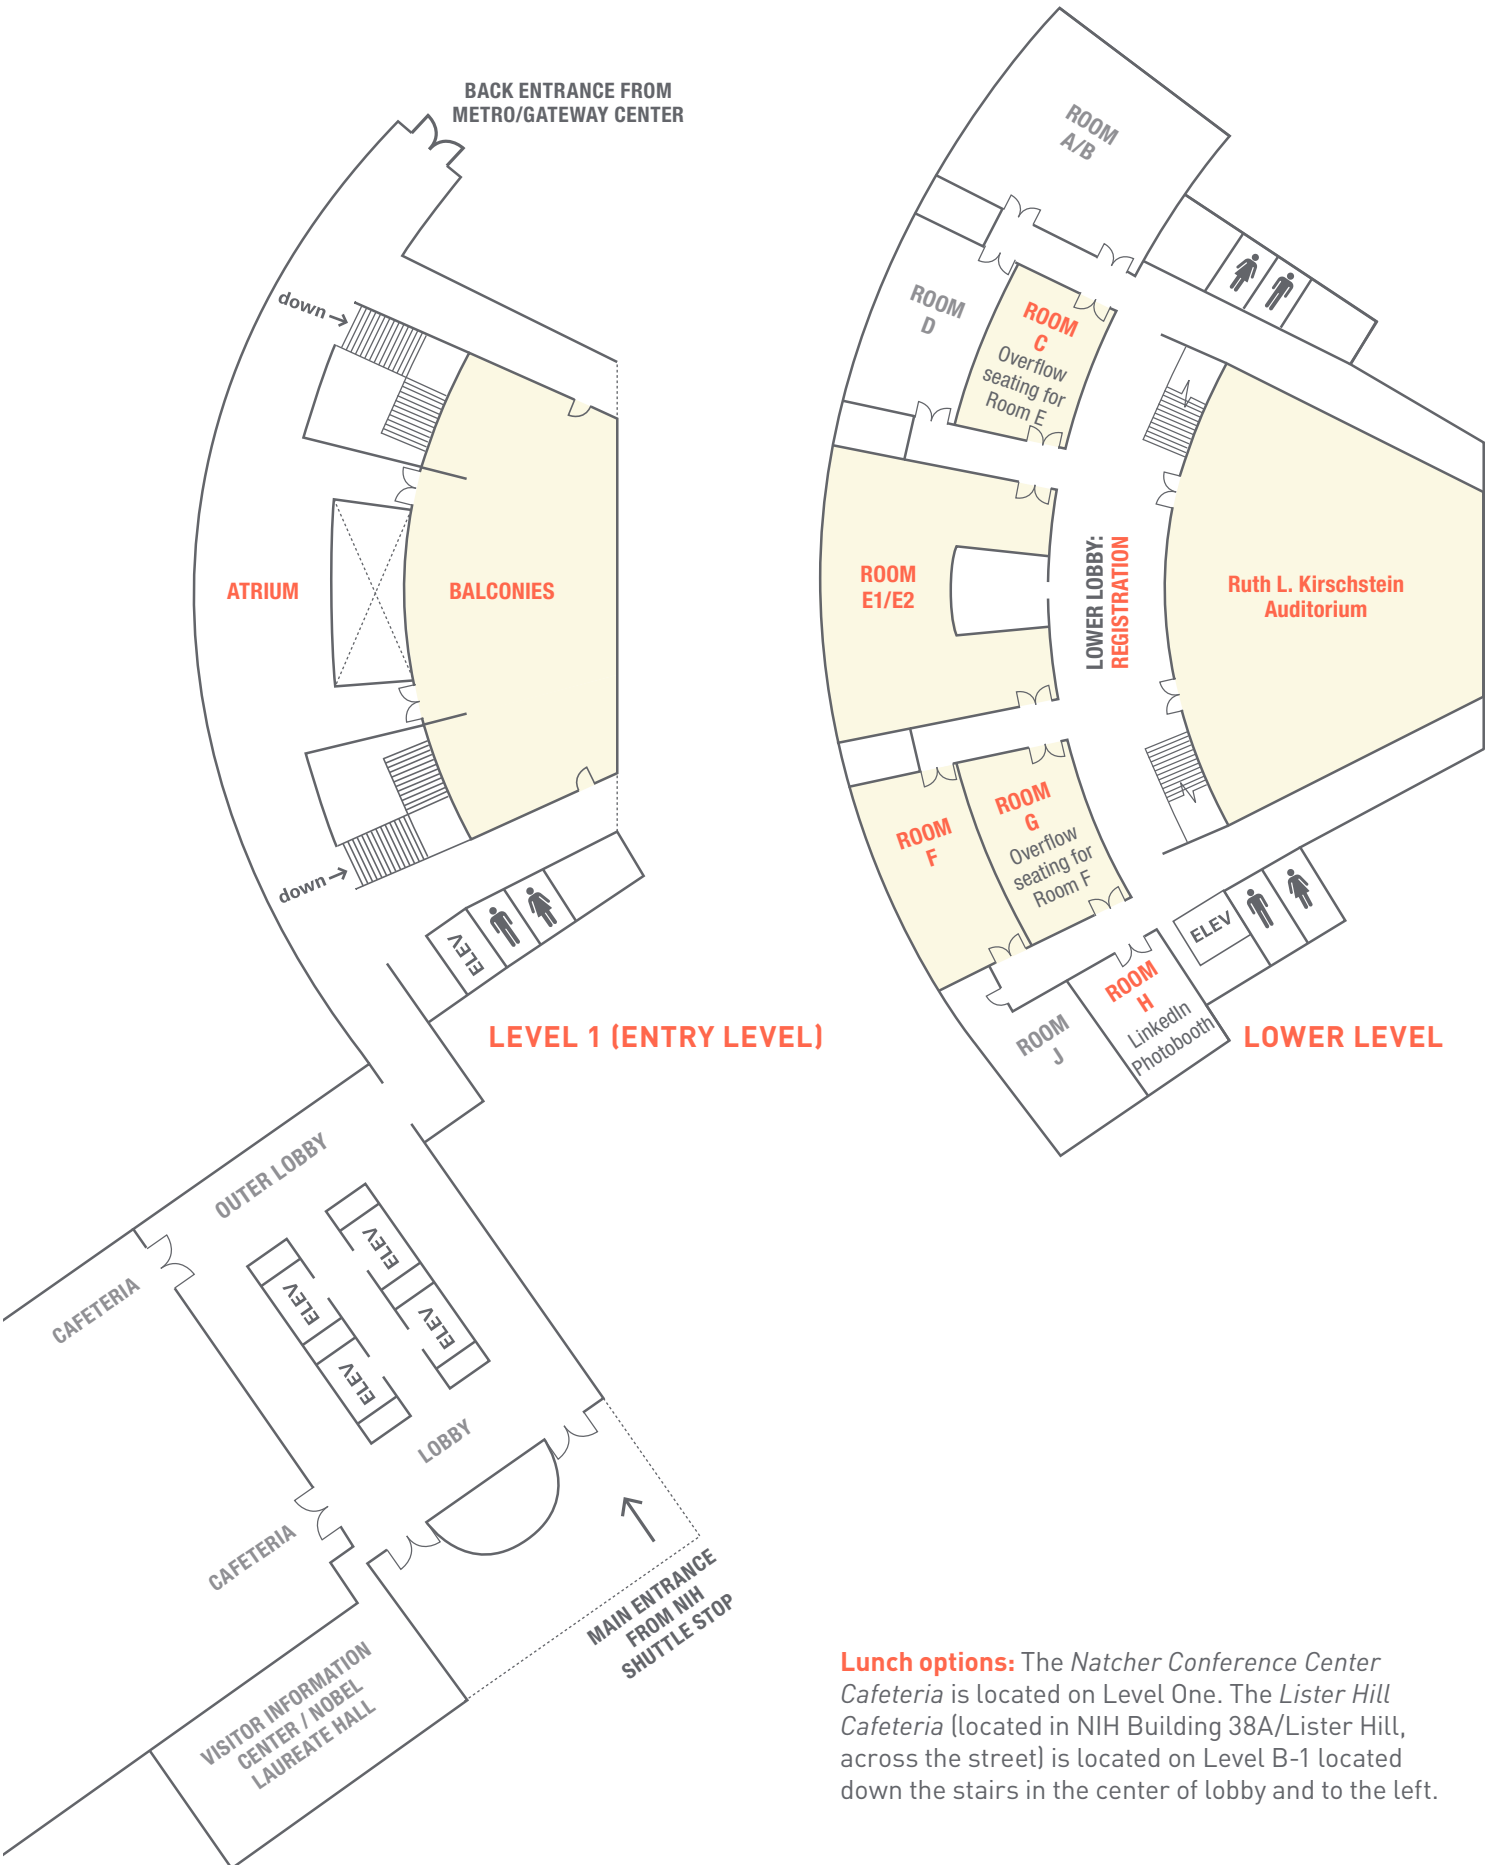 BACK ENTRANCE FROM
METRO/GATEWAY CENTER
down
ATRIUM
BALCONIES
down
ELEV
LEVEL 1 (ENTRY LEVEL)
OUTER LOBBY
CAFETERIA
ELEV
ELEV
ELEV
ELEV
LOBBY
CAFETERIA
MAIN ENTRANCE
FROM NIH
SHUTTLE STOP
VISITOR INFORMATION
CENTER / NOBEL
LAUREATE HALL
ROOM
A/B
ROOM
D
ROOM
C
Overflow
seating for
Room E
ROOM
E1/E2
LOWER LOBBY:
REGISTRATION
Ruth L. Kirschstein
Auditorium
ROOM
F
ROOM
G
Overflow
seating for
Room F
ELEV
ROOM
H
LinkedIn
Photobooth
ROOM
J
LOWER LEVEL
Lunch options: The Natcher Conference Center
Cafeteria is located on Level One. The Lister Hill
Cafeteria (located in NIH Building 38A/Lister Hill,
across the street) is located on Level B-1 located
down the stairs in the center of lobby and to the left.